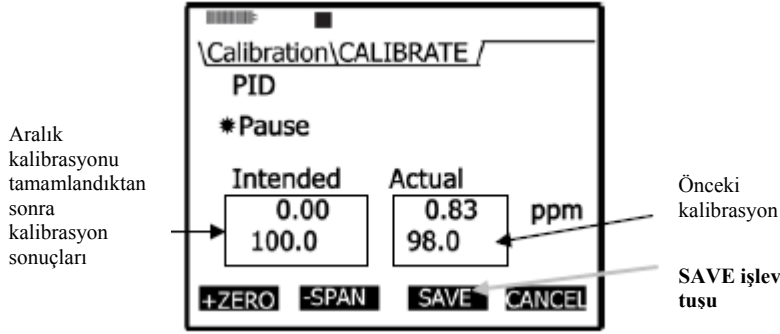 \Calibration\CALIBRATE /
PID
✹Pause
Aralık
kalibrasyonu
tamamlandıktan
sonra
kalibrasyon
sonuçları
Intended Actual
0.00 0.83 ppm
100.0 98.0
Önceki
kalibrasyon
SAVE işlev
tuşu
+ZERO -SPAN SAVE CANCEL